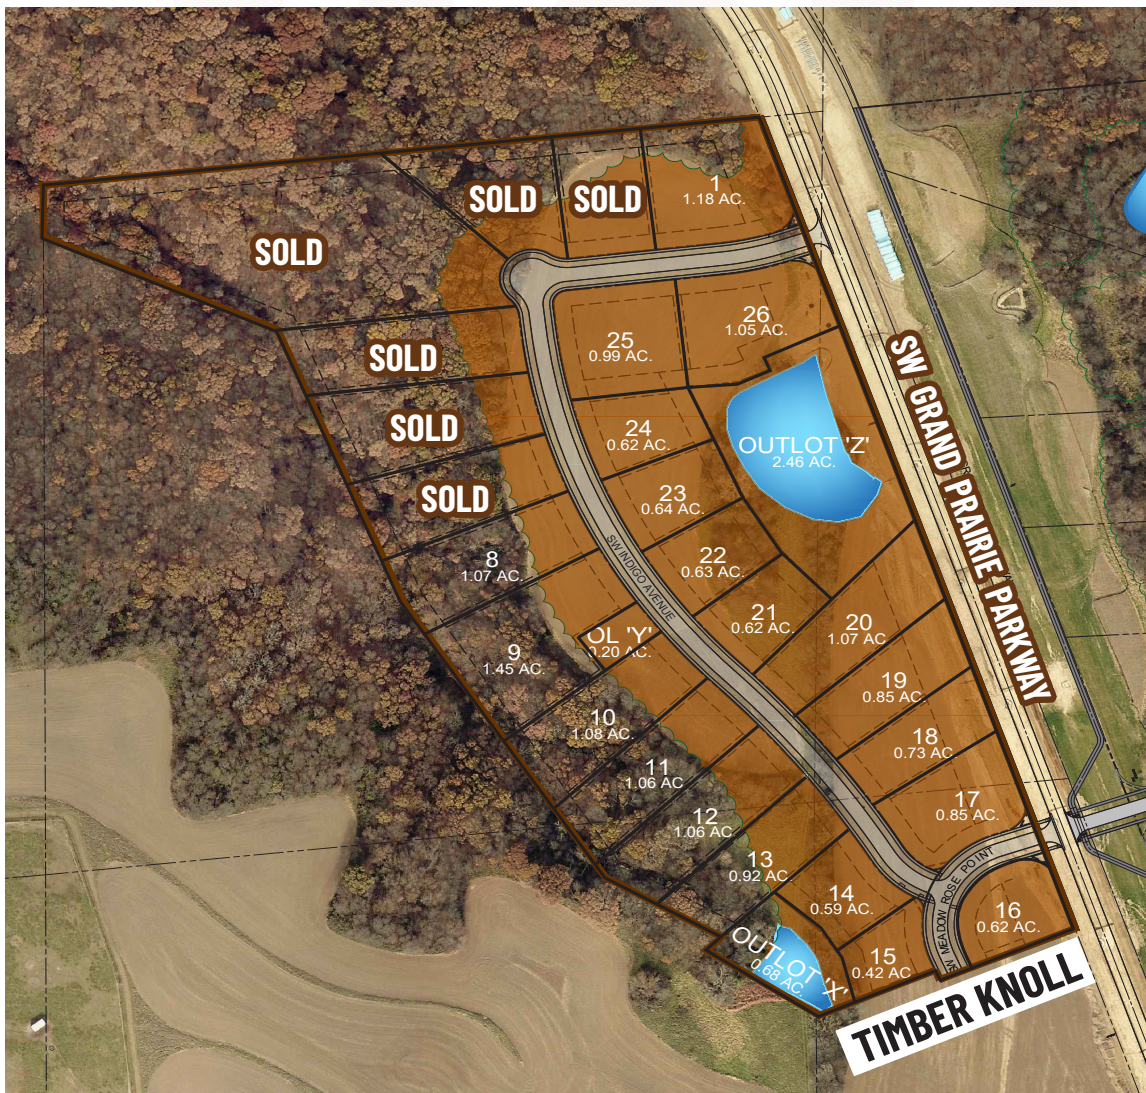 1
1.18 AC.
SOLD
SOLD
SOLD
26
1.05 AC.
25
0.99 AC.
SOLD
SW GRAND PRAIRIE PARKWAY
24
0.62 AC.
SOLD
OUTLOT 'Z'
2.46 AC.
23
0.64 AC.
SOLD
22
0.63 AC.
8
1.07 AC.
SW INDIGO AVENUE
21
0.62 AC.
20
1.07 AC
OL 'Y'
0.20 AC.
9
1.45 AC.
19
0.85 AC.
10
1.08 AC.
18
0.73 AC
11
1.06 AC
17
0.85 AC.
12
1.06 AC
13
0.92 AC.
SW MEADOW ROSE POINT
14
0.59 AC.
16
0.62 AC.
15
0.42 AC
OUTLOT 'X'
0.68 AC.
TIMBER KNOLL